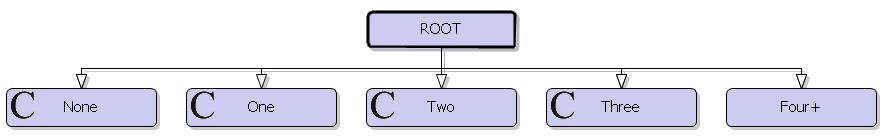 ROOT
C None
C One
C Two
C Three
Four+